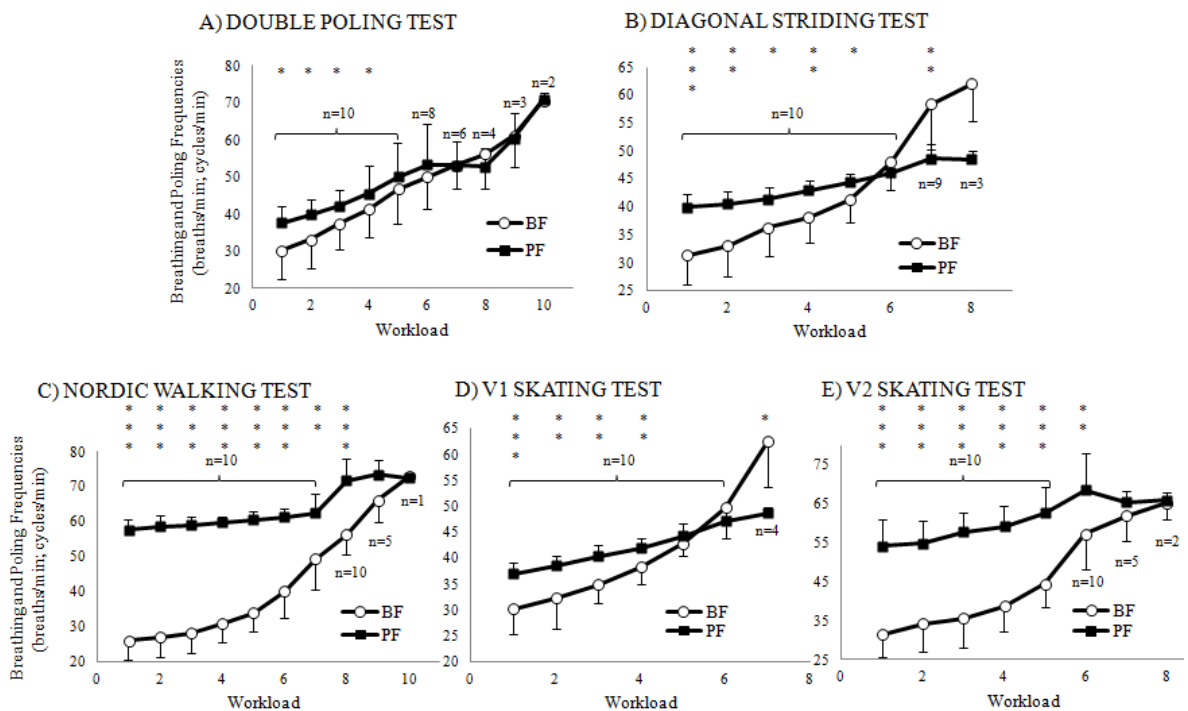 A) DOUBLE POLING TEST
Breathing and Poling Frequencies
(breaths/min; cycles/min)
80
70
60
50
40
30
20
* * * *
n=10
n=8
n=6
n=4
n=3
n=2
BF
PF
0 2 4 6 8 10
Workload
B) DIAGONAL STRIDING TEST
* * * * * *
* * * *
*
65
60
55
50
45
40
35
30
25
n=10
n=9
n=3
BF
PF
0 2 4 6 8
Workload
C) NORDIC WALKING TEST
Breathing and Poling Frequencies
(breaths/min; cycles/min)
* * * * * * * *
* * * * * * * *
* * * * * * *
80
70
60
50
40
30
20
n=10
n=10
n=5
n=1
BF
PF
0 2 4 6 8 10
Workload
D) V1 SKATING TEST
* * * * *
* * * *
*
65
60
55
50
45
40
35
30
25
20
n=10
n=4
BF
PF
0 2 4 6 8
Workload
E) V2 SKATING TEST
* * * * * *
* * * * * *
* * * * *
75
65
55
45
35
25
n=10
n=10
n=5
n=2
BF
PF
0 2 4 6 8
Workload